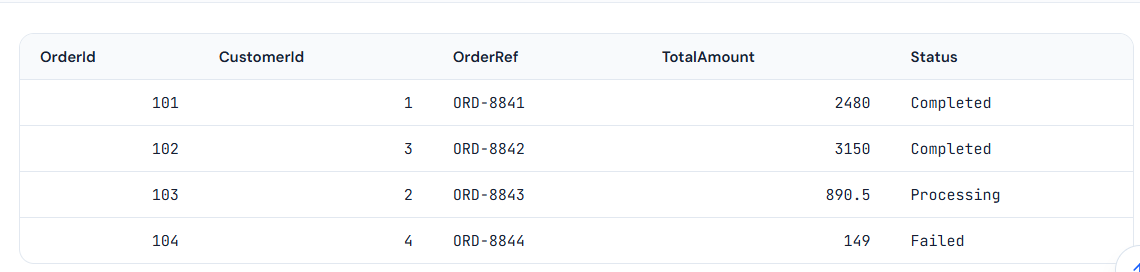 OrderId CustomerId OrderRef TotalAmount Status
101 1 ORD-8841 2480 Completed
102 3 ORD-8842 3150 Completed
103 2 ORD-8843 890.5 Processing
104 4 ORD-8844 149 Failed